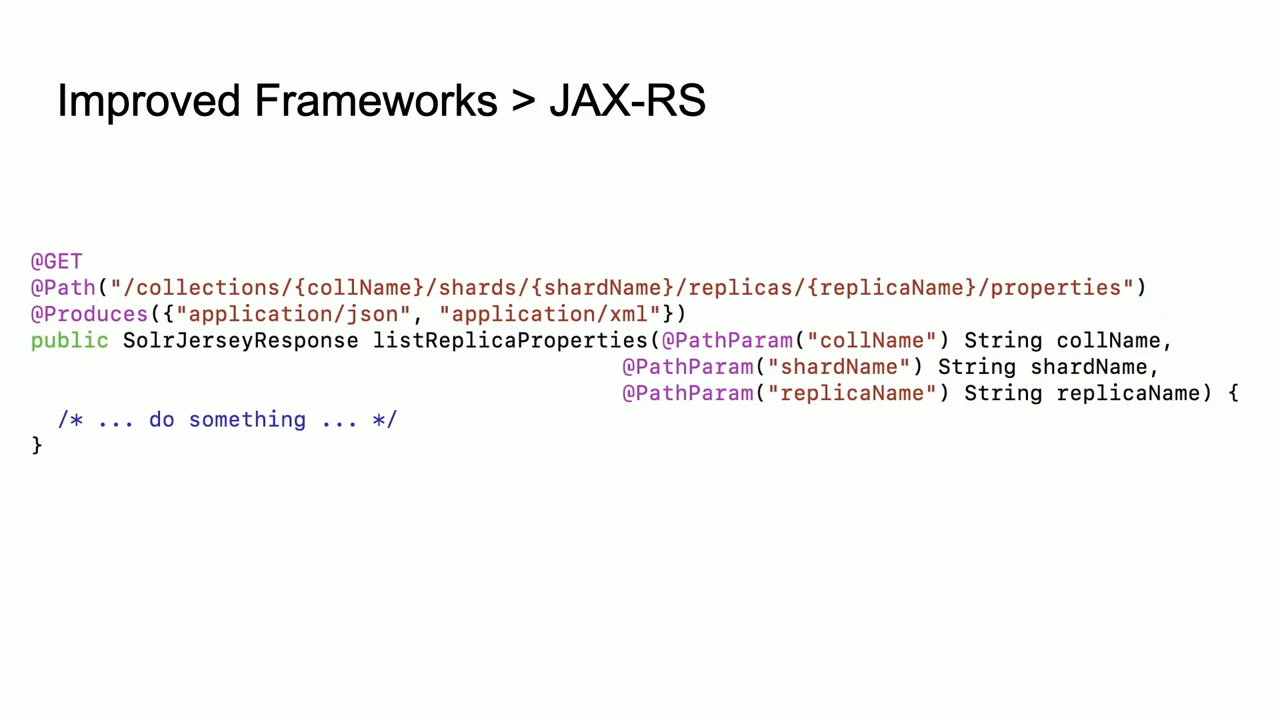 Improved Frameworks > JAX-RS
@GET
@Path("/collections/{collName}/shards/{shardName}/replicas/{replicaName}/properties")
@Produces({"application/json", "application/xml"})
public SolrJerseyResponse listReplicaProperties(@PathParam("collName") String collName,
@PathParam("shardName") String shardName,
@PathParam("replicaName") String replicaName) {
/* ... do something ... */
}